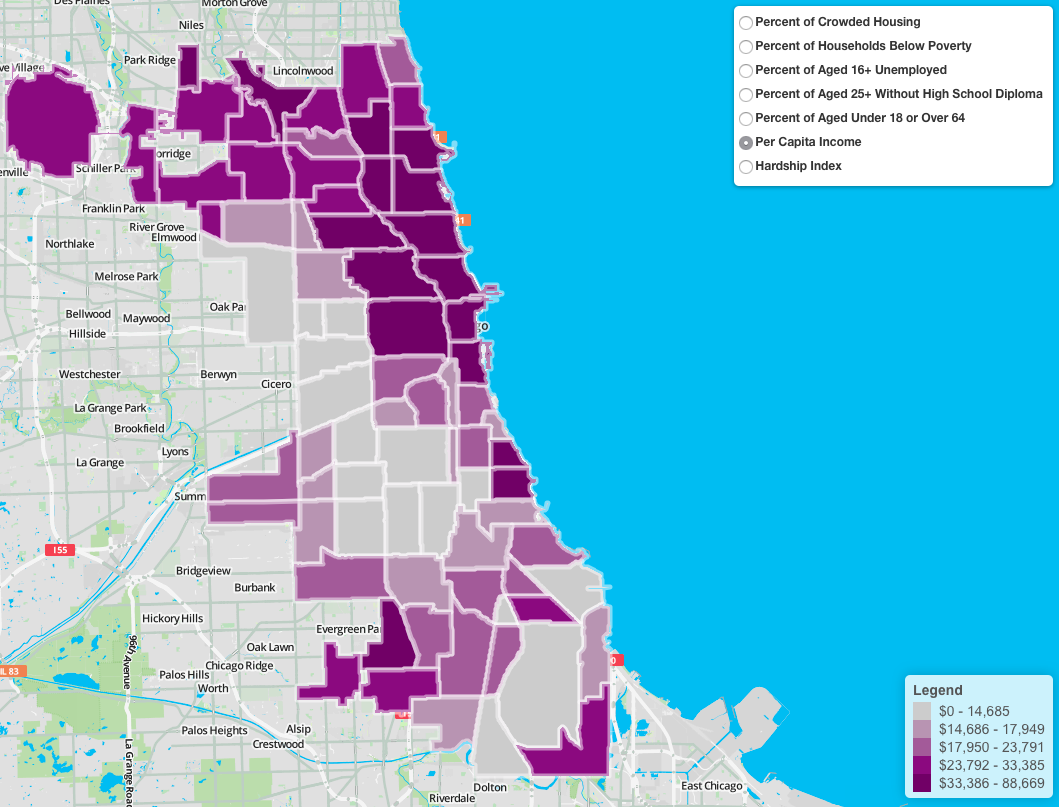 Des Plaines
Morton Grove
Niles
Park Ridge
Lincolnwood
Percent of Crowded Housing
Percent of Households Below Poverty
Percent of Aged 16+ Unemployed
Percent of Aged 25+ Without High School Diploma
Percent of Aged Under 18 or Over 64
Per Capita Income
Hardship Index
ve Village
orridge
Schiller Park
enville
Franklin Park
River Grove
Elmwood
Northlake
Melrose Park
Oak Pa
Bellwood
Maywood
Hillside
go
Westchester
Berwyn
Cicero
La Grange Park
Brookfield
Lyons
La Grange
Summ
I 55
Bridgeview
Burbank
Hickory Hills
Evergreen Pa
Oak Lawn
96th Avenue
Chicago Ridge
Palos Hills
Worth
IL 83
Palos Heights
Alsip
Crestwood
La Grange Road
Dolton
Riverdale
East Chicago
Legend
$0 - 14,685
$14,686 - 17,949
$17,950 - 23,791
$23,792 - 33,385
$33,386 - 88,669